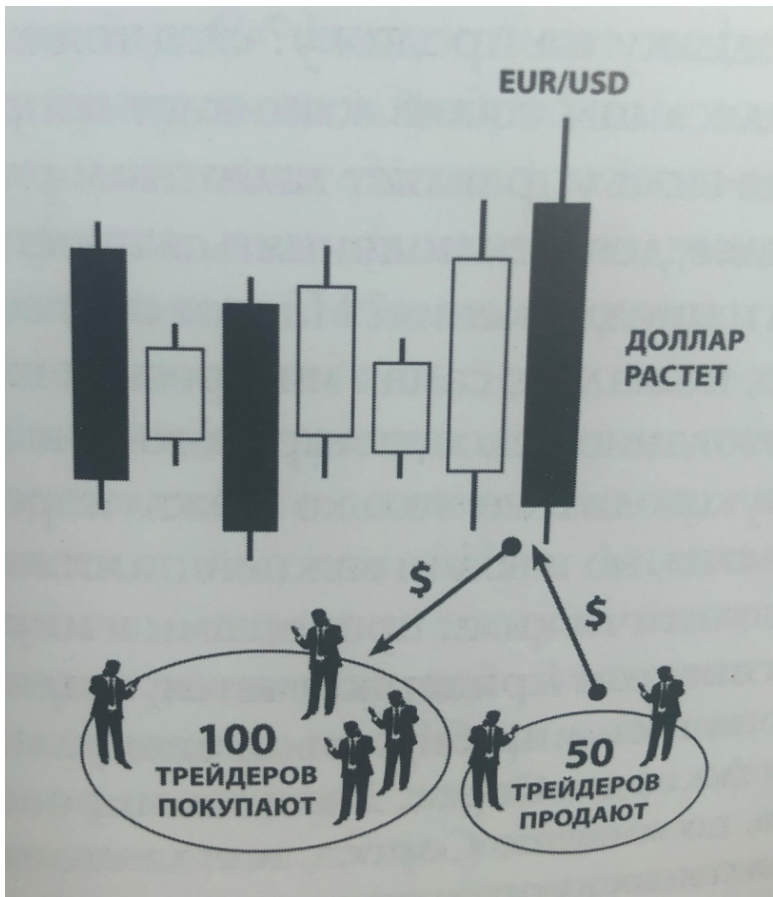 EUR/USD
ДОЛЛАР
РАСТЕТ
$
$
100
ТРЕЙДЕРОВ
ПОКУПАЮТ
50
ТРЕЙДЕРОВ
ПРОДАЮТ